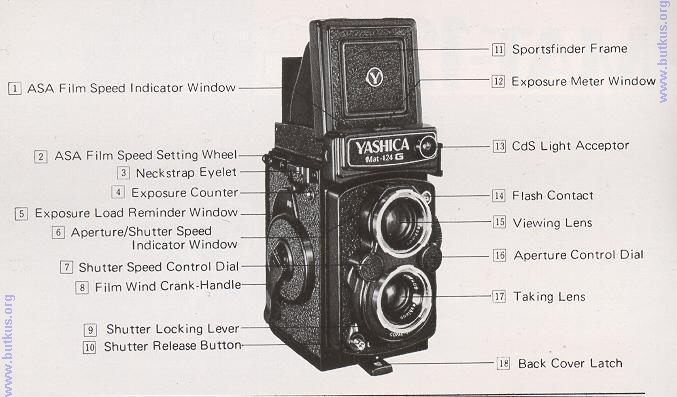 www.butkus.org
1 ASA Film Speed Indicator Window
2 ASA Film Speed Setting Wheel
3 Neckstrap Eyelet
4 Exposure Counter
5 Exposure Load Reminder Window
6 Aperture/Shutter Speed
Indicator Window
7 Shutter Speed Control Dial
8 Film Wind Crank-Handle
9 Shutter Locking Lever
10 Shutter Release Button
Y
YASHICA
Mat-124 G
11 Sportsfinder Frame
12 Exposure Meter Window
13 CdS Light Acceptor
14 Flash Contact
15 Viewing Lens
16 Aperture Control Dial
17 Taking Lens
18 Back Cover Latch
www.butkus.org